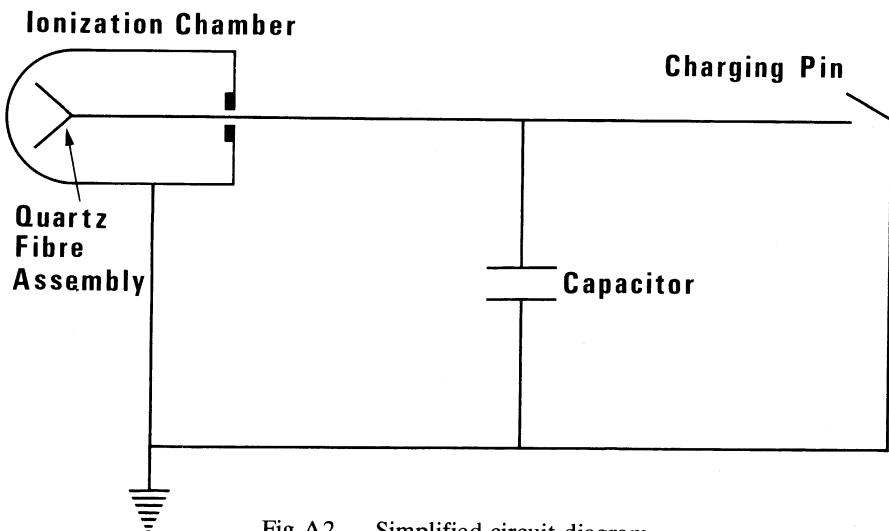 Ionization Chamber
Charging Pin
Quartz
Fibre
Assembly
Capacitor
Fig A2 Simplified circuit diagram